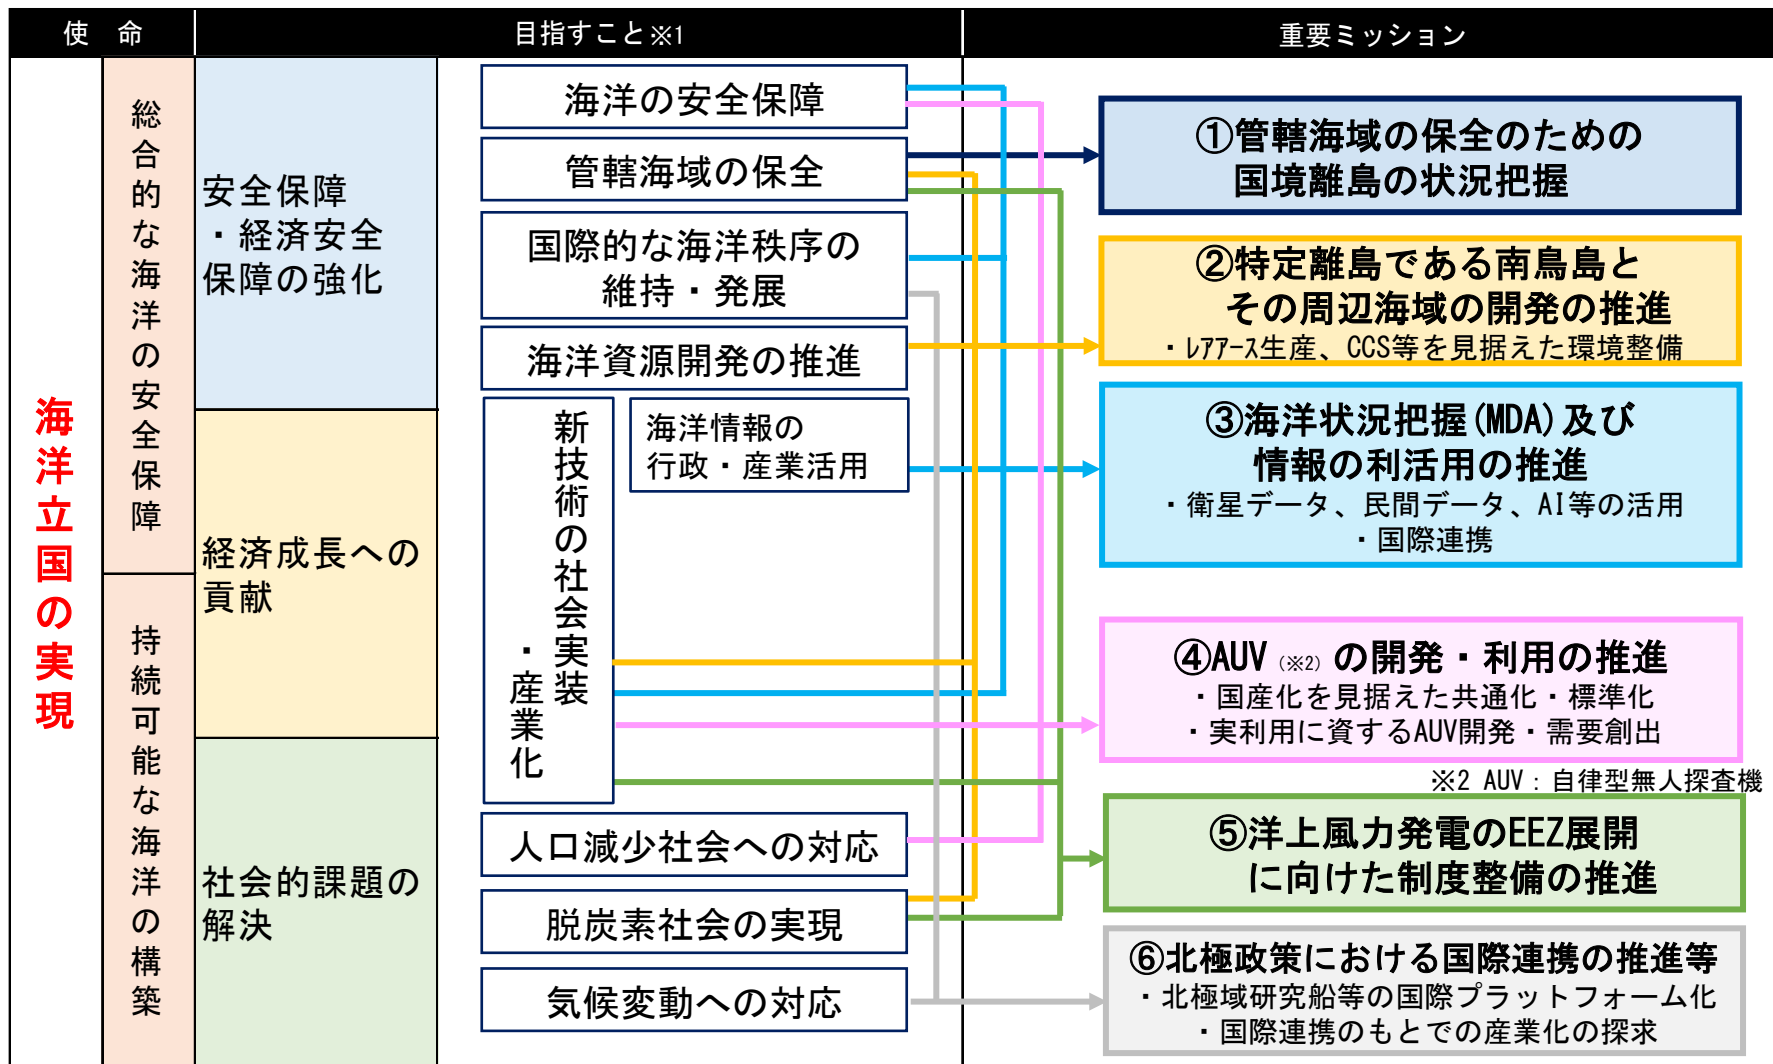 使 命
目指すこと※1
重要ミッション
海洋立国の実現
総合的な海洋の安全保障
持続可能な海洋の構築
安全保障
・経済安全
保障の強化
経済成長への
貢献
社会的課題の
解決
海洋の安全保障
管轄海域の保全
国際的な海洋秩序の
維持・発展
海洋資源開発の推進
新技術の社会実装
・産業化
海洋情報の
行政・産業活用
人口減少社会への対応
脱炭素社会の実現
気候変動への対応
①管轄海域の保全のための
国境離島の状況把握
②特定離島である南鳥島と
その周辺海域の開発の推進
・ﾚｱｱｰｽ生産、CCS等を見据えた環境整備
③海洋状況把握(MDA)及び
情報の利活用の推進
・衛星データ、民間データ、AI等の活用
・国際連携
④AUV(※2)の開発・利用の推進
・国産化を見据えた共通化・標準化
・実利用に資するAUV開発・需要創出
※2 AUV：自律型無人探査機
⑤洋上風力発電のEEZ展開
に向けた制度整備の推進
⑥北極政策における国際連携の推進等
・北極域研究船等の国際プラットフォーム化
・国際連携のもとでの産業化の探求